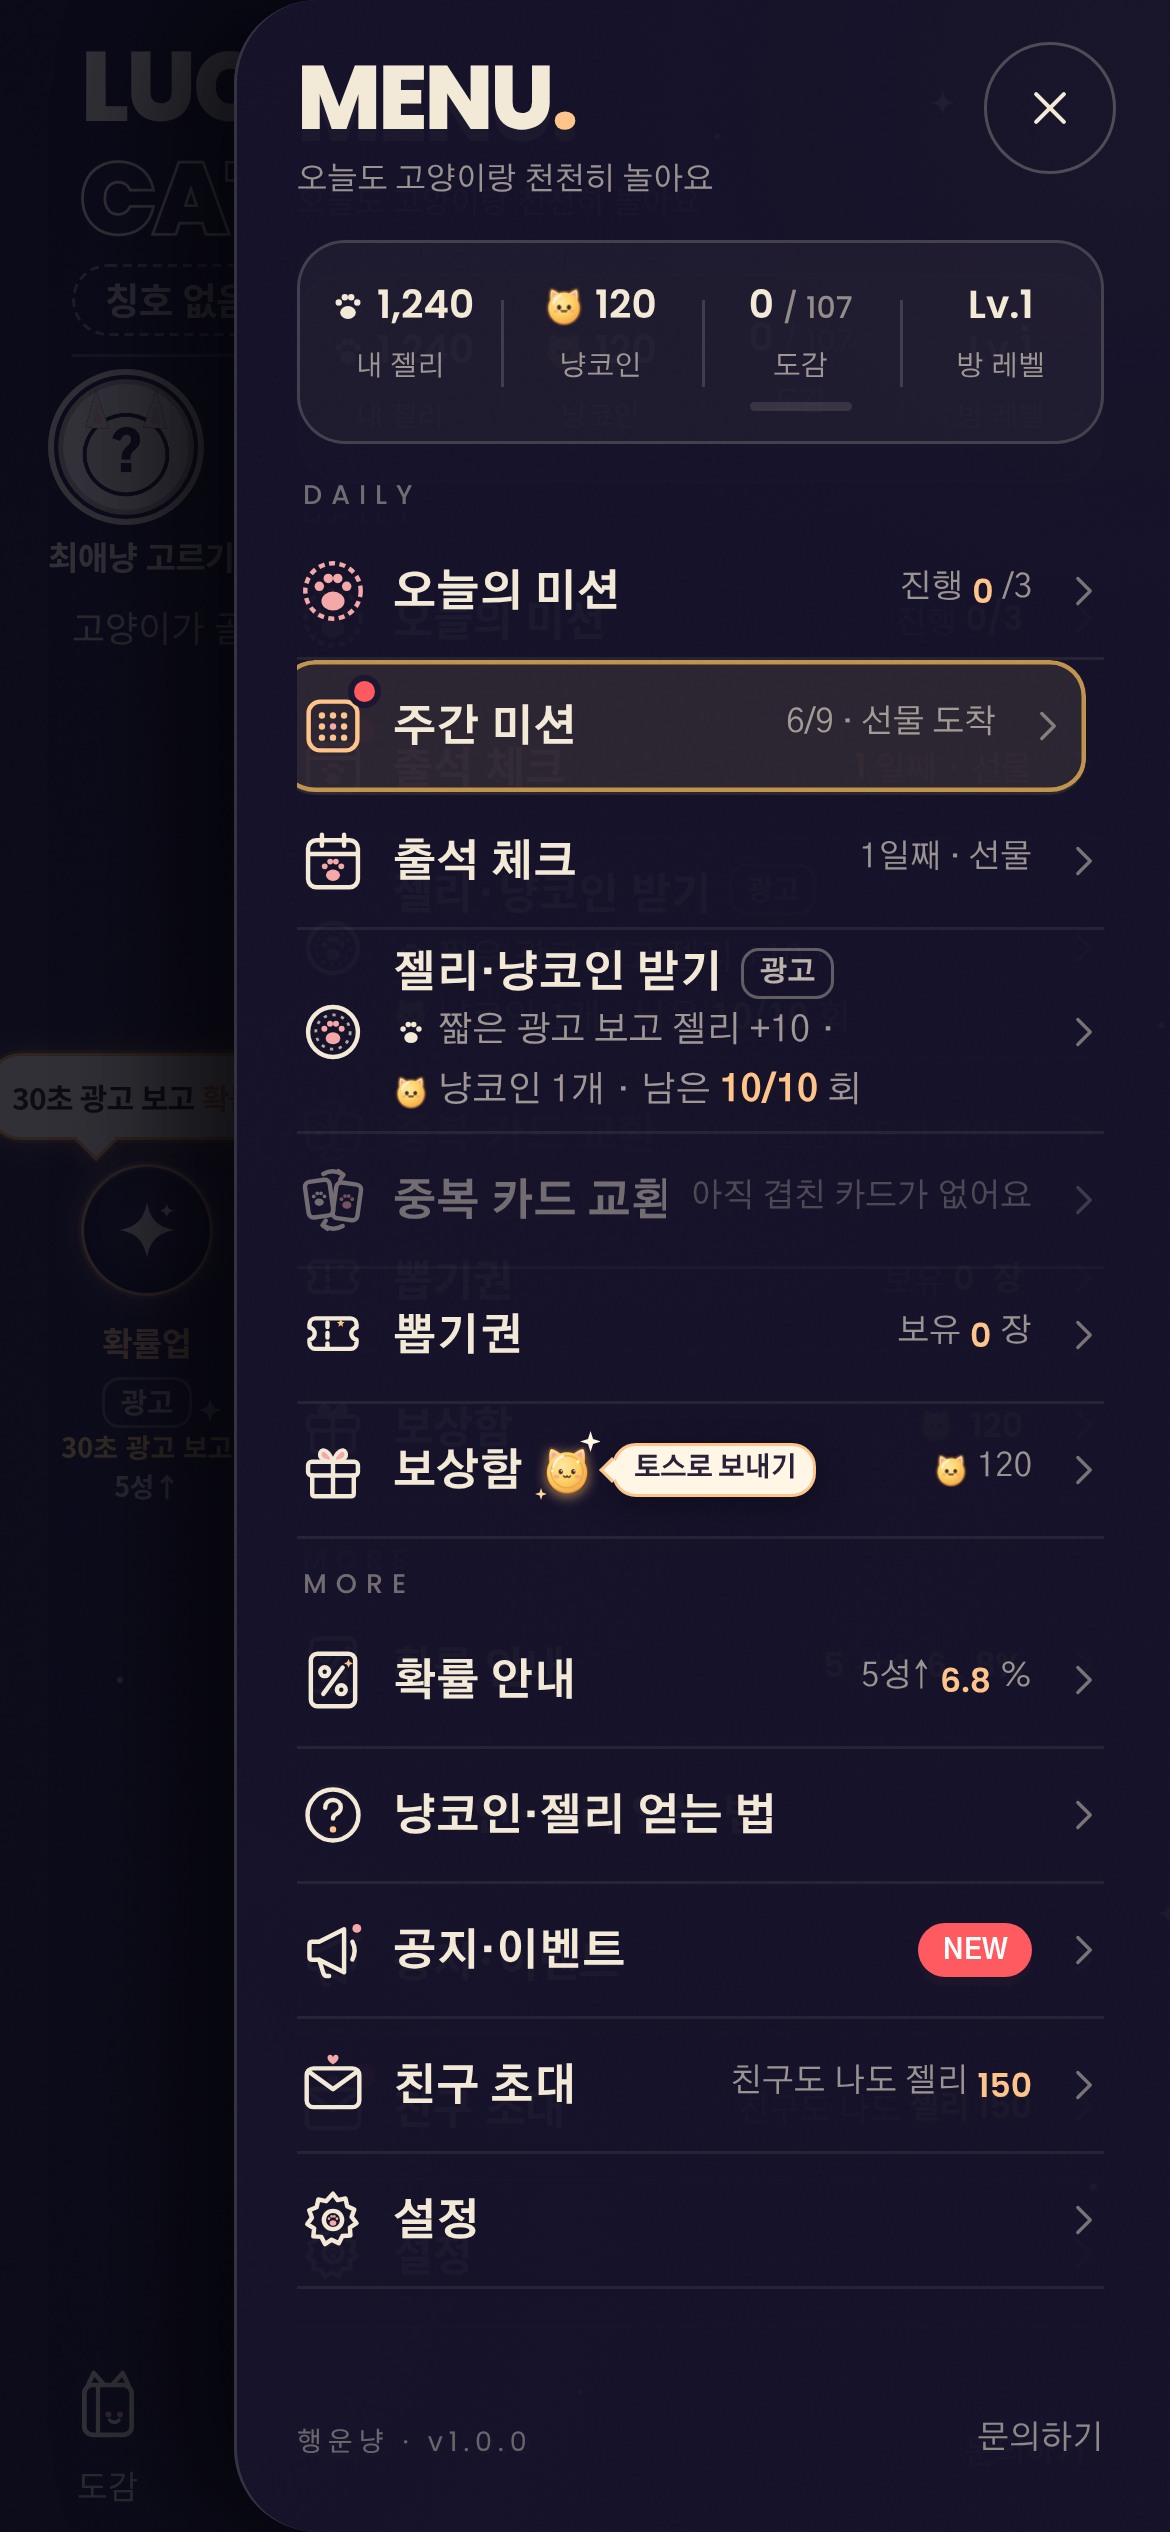 MENU.
오늘도 고양이랑 천천히 놀아요
1,240
내 젤리
120
냥코인
0 / 107
도감
Lv.1
방 레벨
DAILY
오늘의 미션 진행 0 /3
주간 미션 6/9 · 선물 도착
출석 체크 1일째 · 선물
젤리·냥코인 받기 광고
짧은 광고 보고 젤리 +10 ·
냥코인 1개 · 남은 10/10 회
중복 카드 교환 아직 겹친 카드가 없어요
뽑기권 보유 0 장
보상함 토스로 보내기 120
MORE
확률 안내 5성↑ 6.8 %
냥코인·젤리 얻는 법
공지·이벤트 NEW
친구 초대 친구도 나도 젤리 150
설정
행운냥 · v1.0.0 문의하기
칭호 없음
?
최애냥 고르기
고양이가
30초 광고 보고
확률업
광고
30초 광고 보고
5성↑
도감